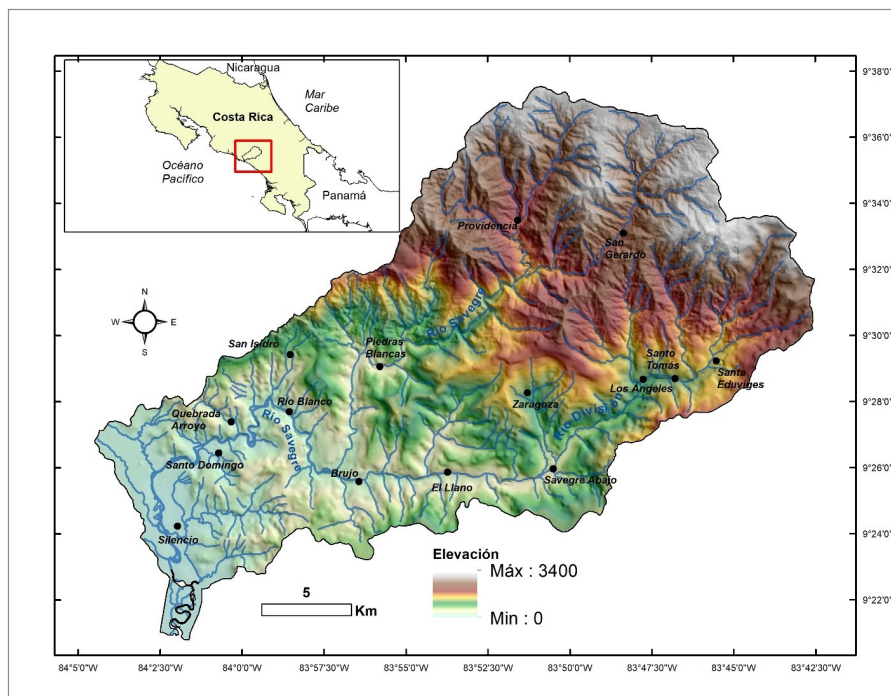 Nicaragua
Mar
Caribe
Costa Rica
Océano
Pacífico
Panamá
N
W
E
S
Providencia
San
Gerardo
Río Savegre
San Isidro
Piedras
Blancas
Santo
Tomás
Santa
Eduviges
Los Ángeles
Zaragoza
Río División
Río Blanco
Quebrada
Arroyo
Río Savegre
Santo Domingo
Brujo
El Llano
Savegre Abajo
Silencio
Elevación
Máx : 3400
Min : 0
5
Km
9°38'0"
9°36'0"
9°34'0"
9°32'0"
9°30'0"
9°28'0"
9°26'0"
9°24'0"
9°22'0"
84°5'0"W
84°2'30"W
84°0'0"W
83°57'30"W
83°55'0"W
83°52'30"W
83°50'0"W
83°47'30"W
83°45'0"W
83°42'30"W